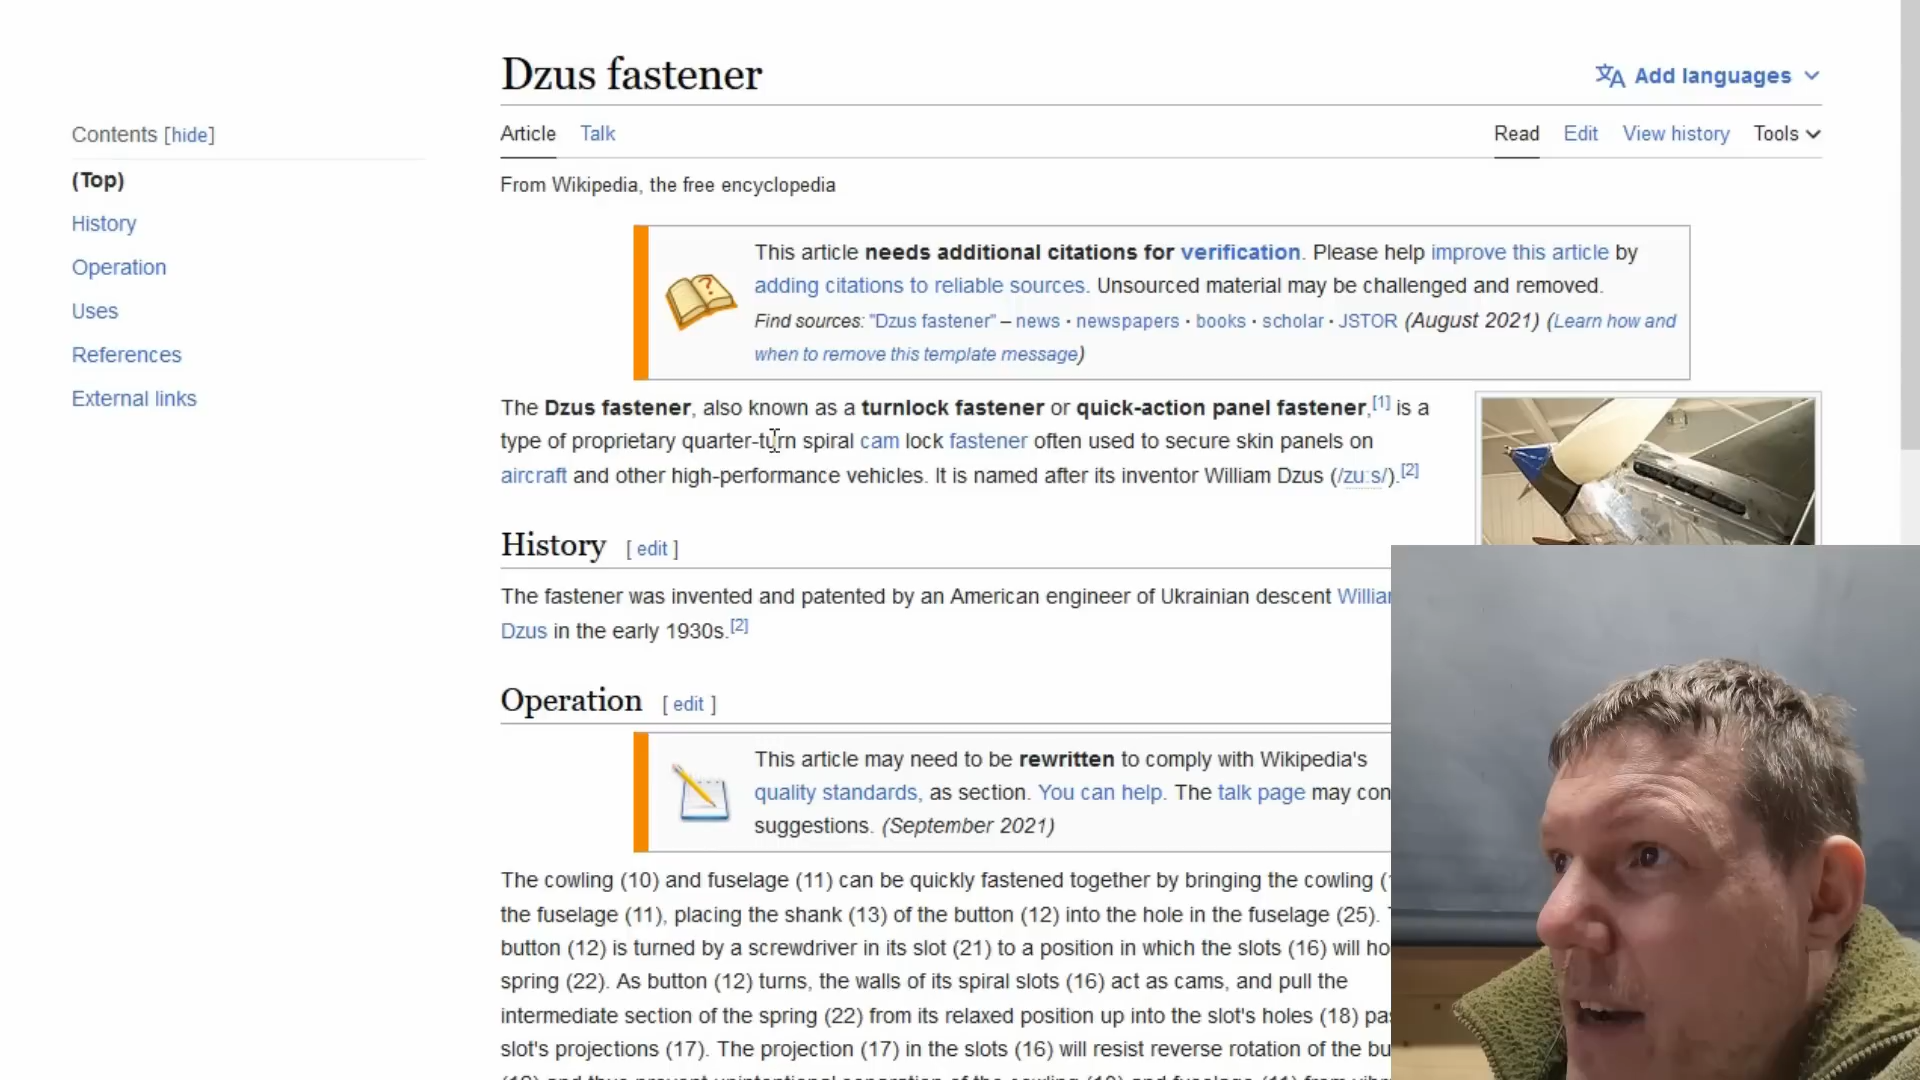 Dzus fastener
Add languages
Contents [hide]
(Top)
History
Operation
Uses
References
External links
Article Talk
Read Edit View history Tools
From Wikipedia, the free encyclopedia
This article needs additional citations for verification. Please help improve this article by
adding citations to reliable sources. Unsourced material may be challenged and removed.
Find sources: "Dzus fastener" – news · newspapers · books · scholar · JSTOR (August 2021) (Learn how and
when to remove this template message)
The Dzus fastener, also known as a turnlock fastener or quick-action panel fastener,[1] is a
type of proprietary quarter-turn spiral cam lock fastener often used to secure skin panels on
aircraft and other high-performance vehicles. It is named after its inventor William Dzus (/zuːs/).[2]
History [ edit ]
The fastener was invented and patented by an American engineer of Ukrainian descent
Dzus in the early 1930s.[2]
Operation [ edit ]
This article may need to be rewritten to comply with Wikipedia's
quality standards, as section. You can help. The talk page may
suggestions. (September 2021)
The cowling (10) and fuselage (11) can be quickly fastened together by bringing the cowling
the fuselage (11), placing the shank (13) of the button (12) into the hole in the fuselage (25).
button (12) is turned by a screwdriver in its slot (21) to a position in which the slots (16) will
spring (22). As button (12) turns, the walls of its spiral slots (16) act as cams, and pull the
intermediate section of the spring (22) from its relaxed position up into the slot's holes (18)
slot's projections (17). The projection (17) in the slots (16) will resist reverse rotation of the